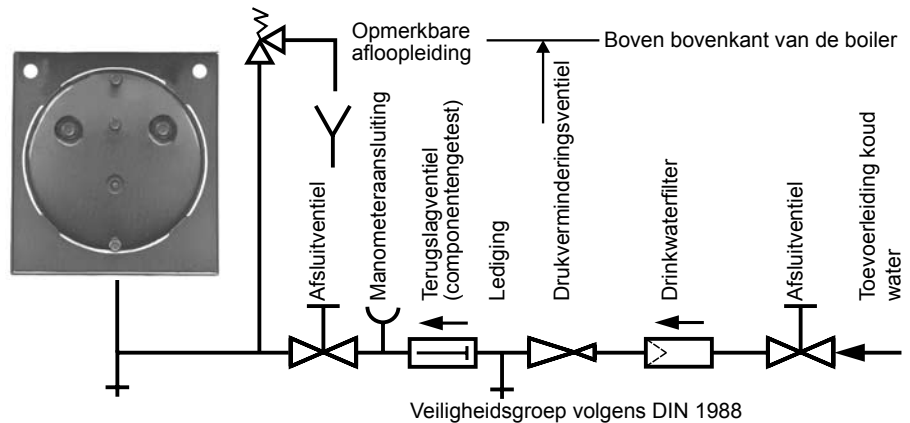 Opmerkbare
afloopleiding
Boven bovenkant van de boiler
Afsluitventiel
Manometeraansluiting
Terugslagventiel
(componentengetest)
Lediging
Drukverminderingsventiel
Drinkwaterfilter
Afsluitventiel
Toevoerleiding koud
water
Veiligheidsgroep volgens DIN 1988